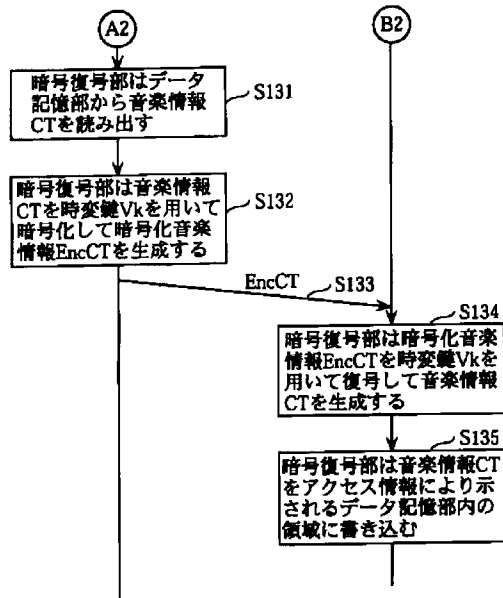 A2
B2
暗号復号部はデータ
記憶部から音楽情報
CTを読み出す
S131
暗号復号部は音楽情報
CTを時変鍵Vkを用いて
暗号化して暗号化音楽
情報EncCTを生成する
S132
EncCT
S133
S134
暗号復号部は暗号化音楽
情報EncCTを時変鍵Vkを
用いて復号して音楽情報
CTを生成する
S135
暗号復号部は音楽情報CT
をアクセス情報により示
されるデータ記憶部内の
領域に書き込む